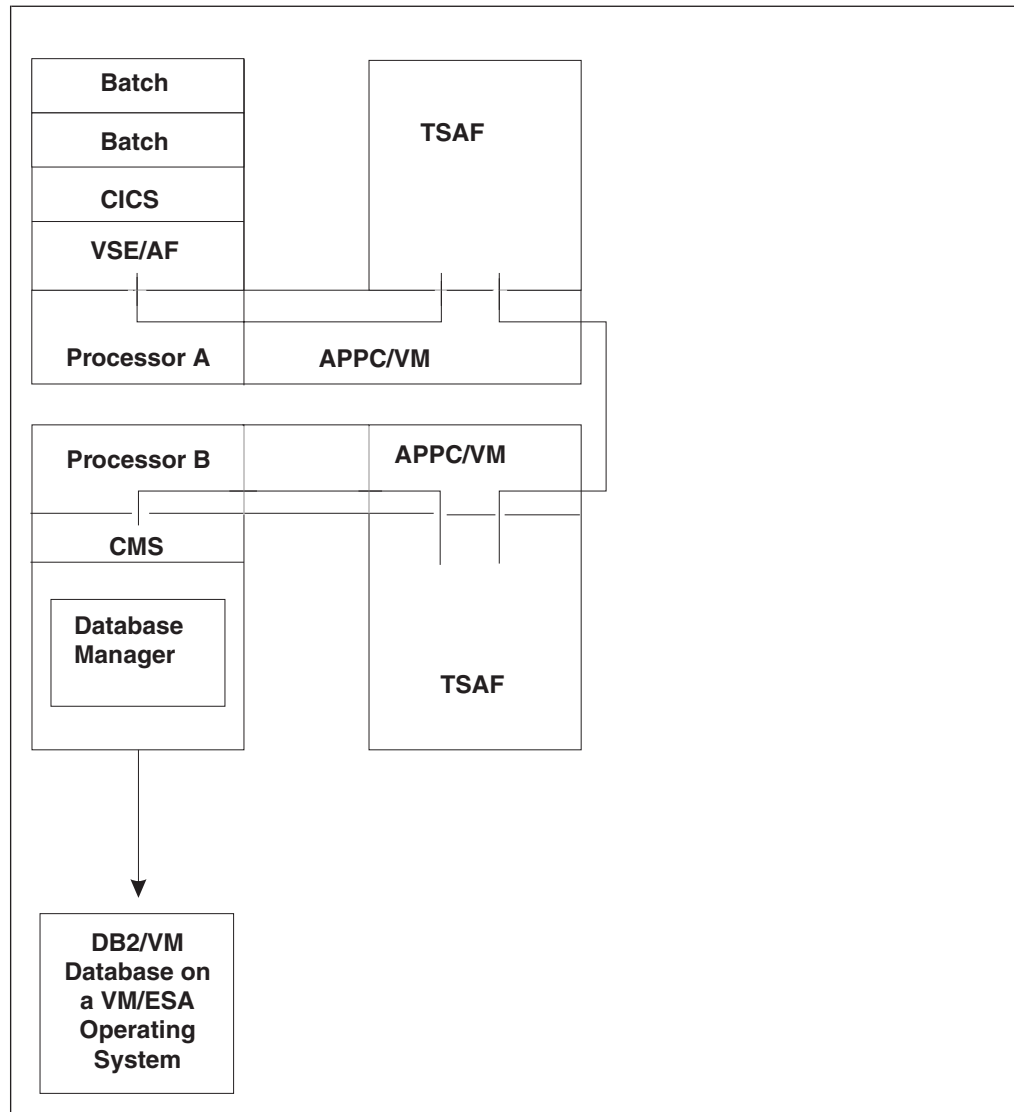 Batch
TSAF
Batch
CICS
VSE/AF
Processor A
APPC/VM
Processor B
APPC/VM
CMS
Database
Manager
TSAF
DB2/VM
Database on
a VM/ESA
Operating
System